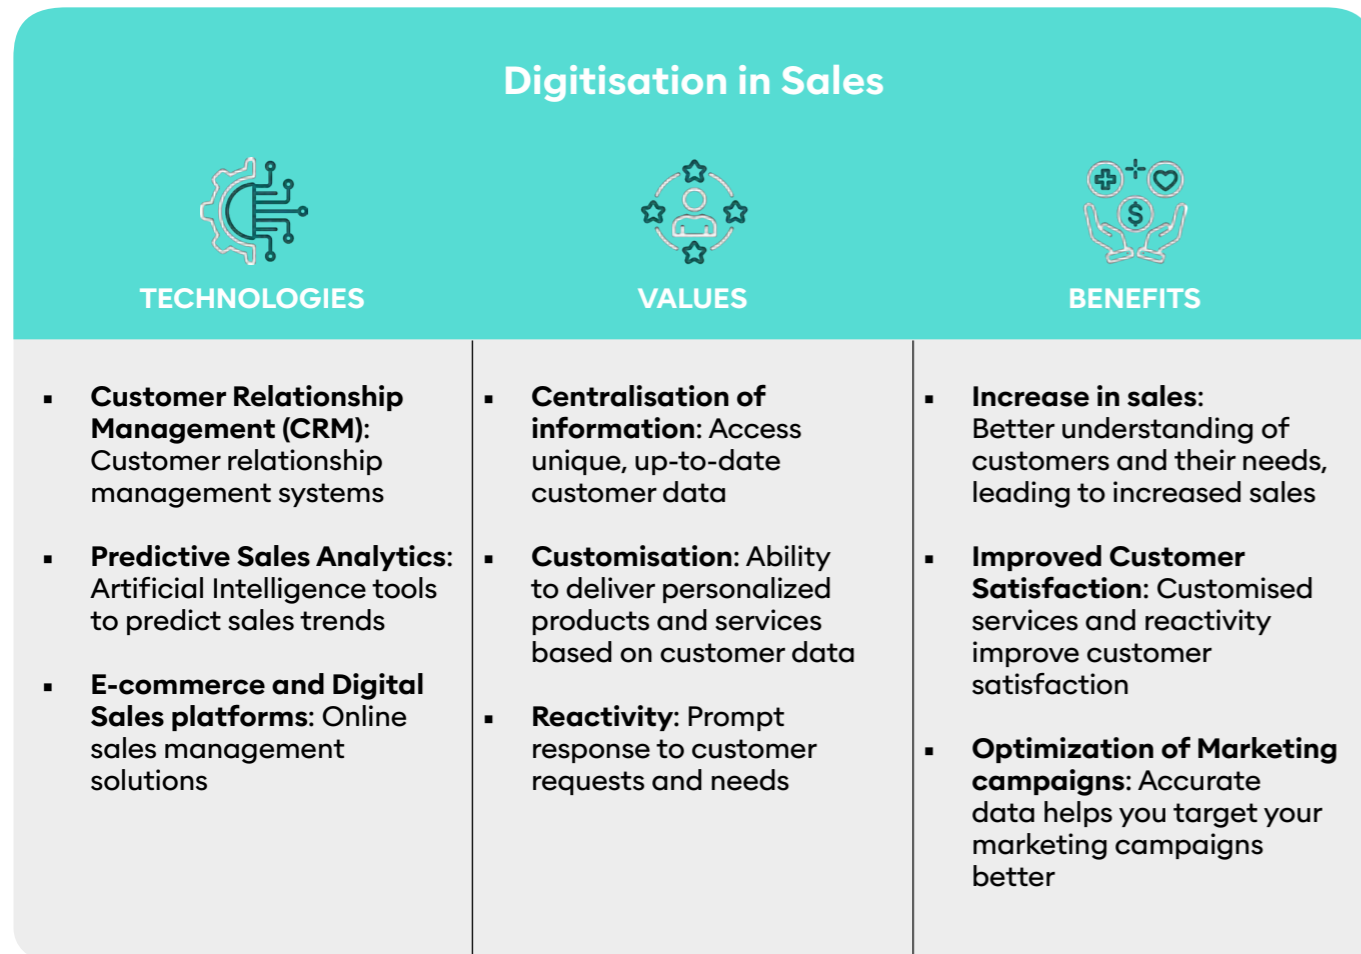 Digitisation in Sales
TECHNOLOGIES
▪ Customer Relationship
Management (CRM):
Customer relationship
management systems
▪ Predictive Sales Analytics:
Artificial Intelligence tools
to predict sales trends
▪ E-commerce and Digital
Sales platforms: Online
sales management
solutions
VALUES
▪ Centralisation of
information: Access
unique, up-to-date
customer data
▪ Customisation: Ability
to deliver personalized
products and services
based on customer data
▪ Reactivity: Prompt
response to customer
requests and needs
$
BENEFITS
▪ Increase in sales:
Better understanding of
customers and their needs,
leading to increased sales
▪ Improved Customer
Satisfaction: Customised
services and reactivity
improve customer
satisfaction
▪ Optimization of Marketing
campaigns: Accurate
data helps you target your
marketing campaigns
better